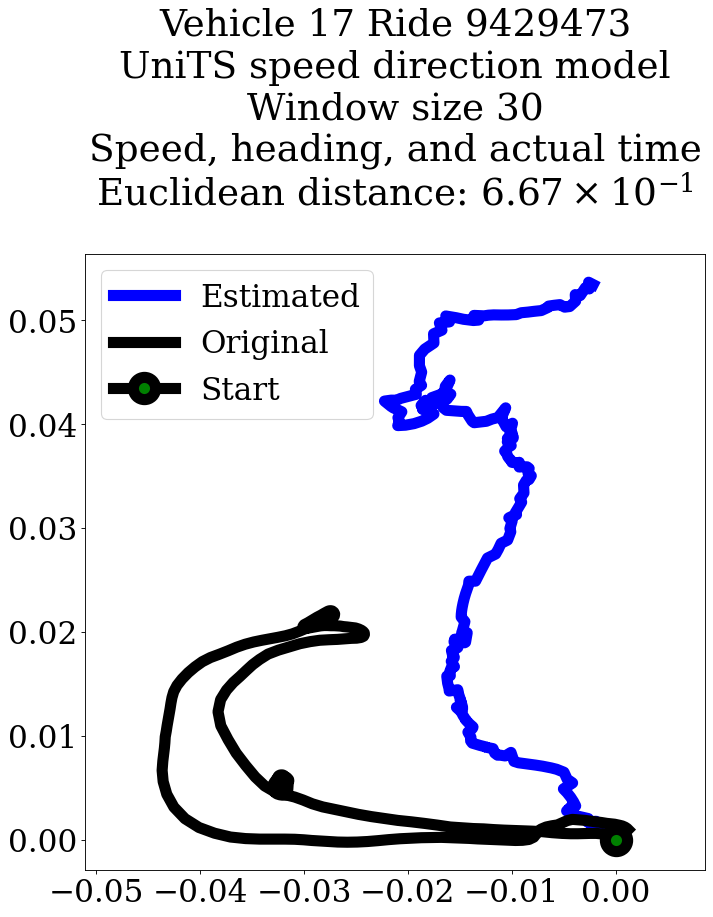 Vehicle 17 Ride 9429473
UniTS speed direction model
Window size 30
Speed, heading, and actual time
Euclidean distance: 6.67 × 10⁻¹
Estimated
Original
Start
0.05
0.04
0.03
0.02
0.01
0.00
−0.05 −0.04 −0.03 −0.02 −0.01 0.00